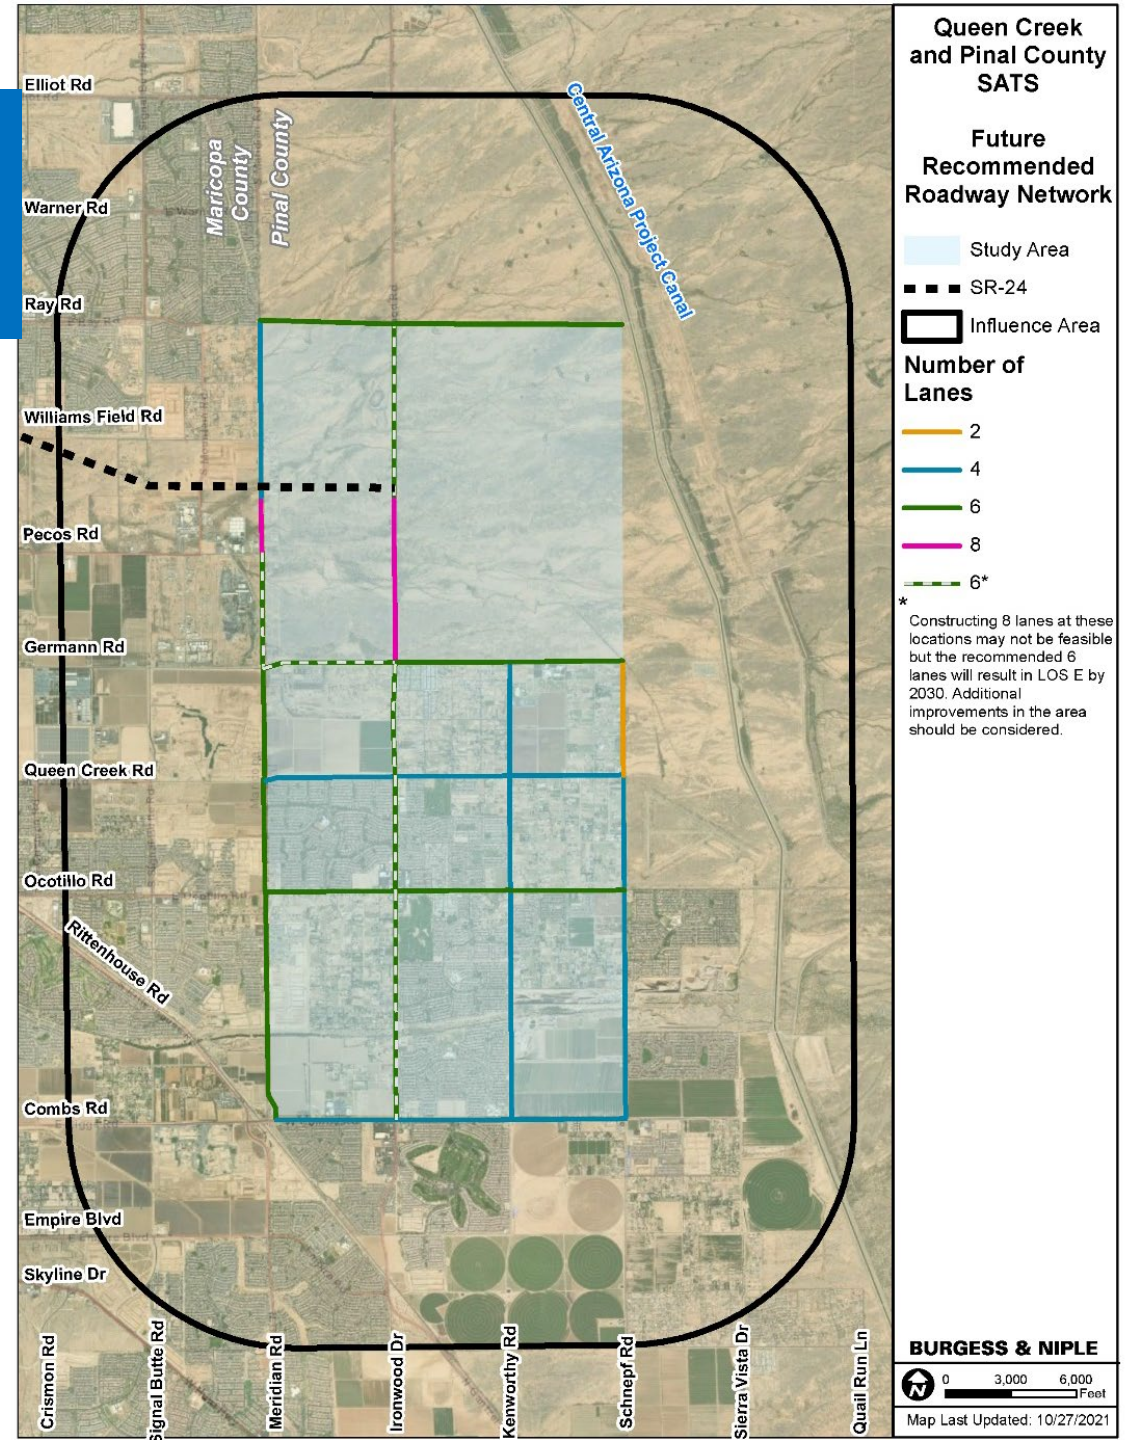 Queen Creek
and Pinal County
SATS
Future
Recommended
Roadway Network
Study Area
SR-24
Influence Area
Number of
Lanes
2
4
6
8
6*
*
Constructing 8 lanes at these
locations may not be feasible
but the recommended 6
lanes will result in LOS E by
2030. Additional
improvements in the area
should be considered.
BURGESS & NIPLE
N
0 3,000 6,000
Feet
Map Last Updated: 10/27/2021
Elliot Rd
Warner Rd
Ray Rd
Williams Field Rd
Pecos Rd
Germann Rd
Queen Creek Rd
Ocotillo Rd
Rittenhouse Rd
Combs Rd
Empire Blvd
Skyline Dr
Maricopa
County
Pinal County
Central Arizona Project Canal
Crismon Rd
Signal Butte Rd
Meridian Rd
Ironwood Dr
Kenworthy Rd
Schnepf Rd
Sierra Vista Dr
Quail Run Ln